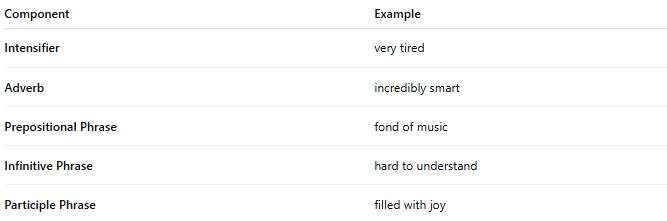 Component Example
Intensifier very tired
Adverb incredibly smart
Prepositional Phrase fond of music
Infinitive Phrase hard to understand
Participle Phrase filled with joy